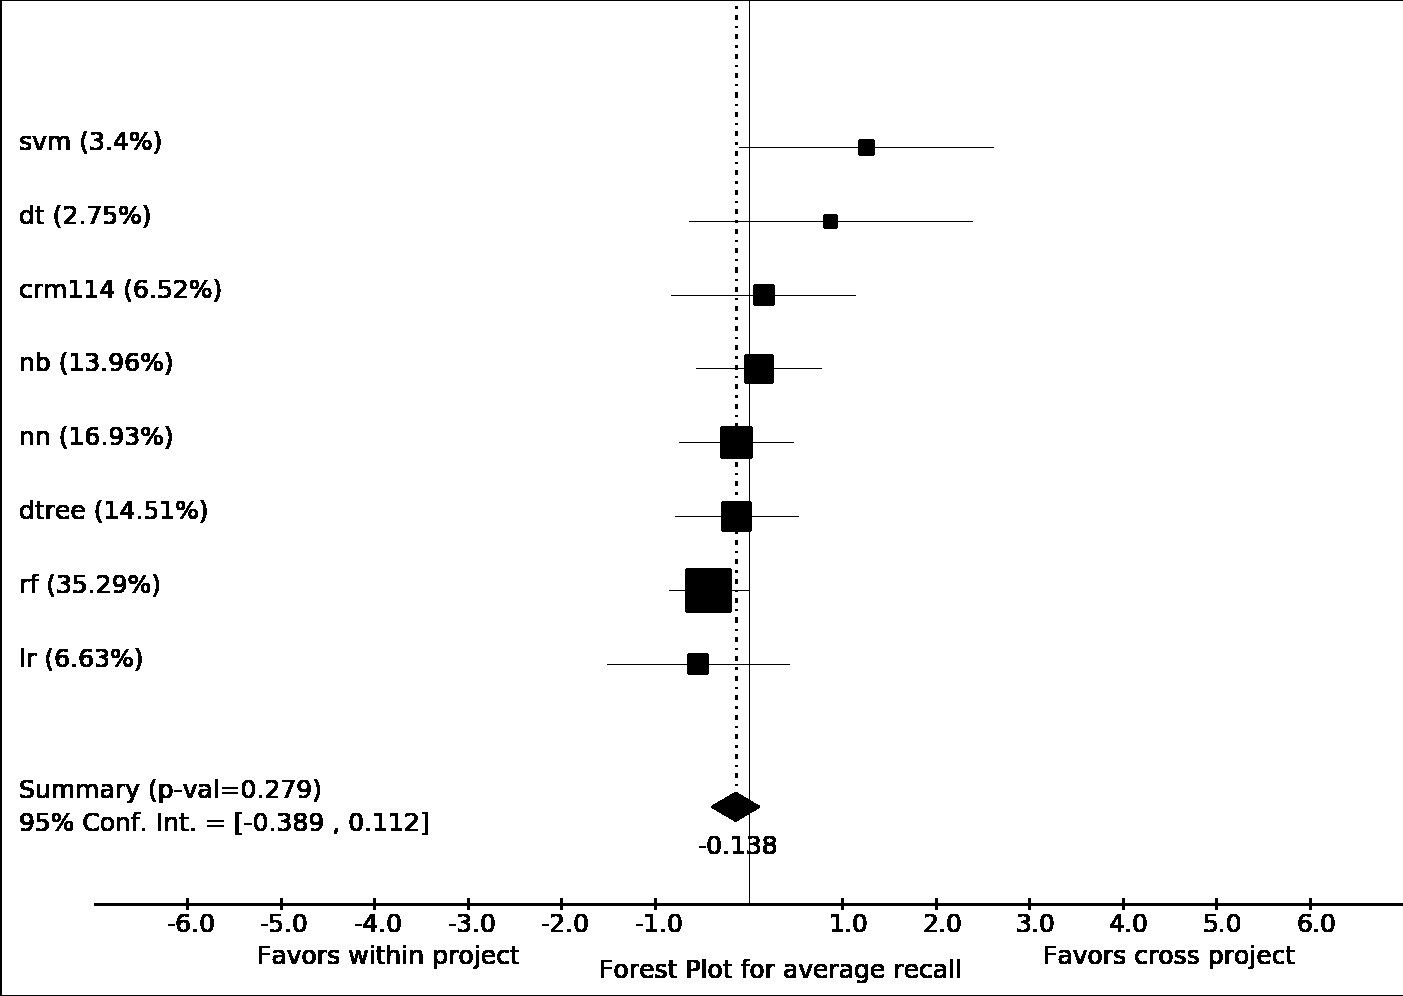 svm (3.4%)
dt (2.75%)
crm114 (6.52%)
nb (13.96%)
nn (16.93%)
dtree (14.51%)
rf (35.29%)
lr (6.63%)
Summary (p-val=0.279)
95% Conf. Int. = [-0.389 , 0.112]
-0.138
-6.0 -5.0 -4.0 -3.0 -2.0 -1.0 1.0 2.0 3.0 4.0 5.0 6.0
Favors within project Favors cross project
Forest Plot for average recall